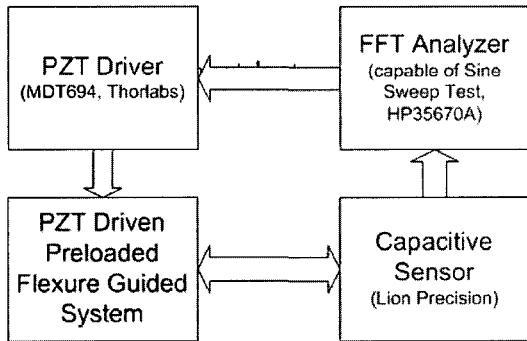 PZT Driver
(MDT694, Thorlabs)
FFT Analyzer
(capable of Sine
Sweep Test,
HP35670A)
PZT Driven
Preloaded
Flexure Guided
System
Capacitive
Sensor
(Lion Precision)